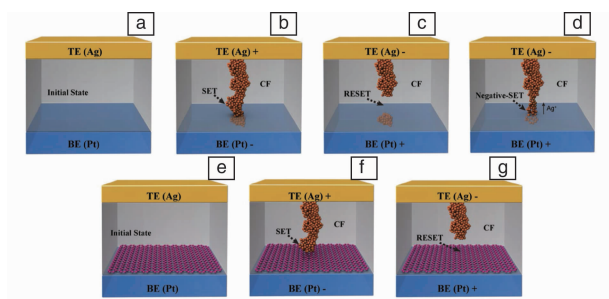 a
TE (Ag)
Initial State
BE (Pt)
b
TE (Ag) +
CF
SET
BE (Pt) -
c
TE (Ag) -
CF
RESET
BE (Pt) +
d
TE (Ag) -
CF
Negative-SET
Ag⁺
BE (Pt) +
e
TE (Ag)
Initial State
BE (Pt)
f
TE (Ag) +
CF
SET
BE (Pt) -
g
TE (Ag) -
CF
RESET
BE (Pt) +